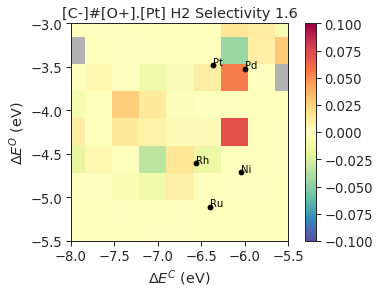 [C-]#[O+].[Pt] H2 Selectivity 1.6
−3.0
−3.5
−4.0
−4.5
−5.0
−5.5
ΔE^O (eV)
Pt
Pd
Rh
Ni
Ru
−8.0 −7.5 −7.0 −6.5 −6.0 −5.5
ΔE^C (eV)
0.100
0.075
0.050
0.025
0.000
−0.025
−0.050
−0.075
−0.100